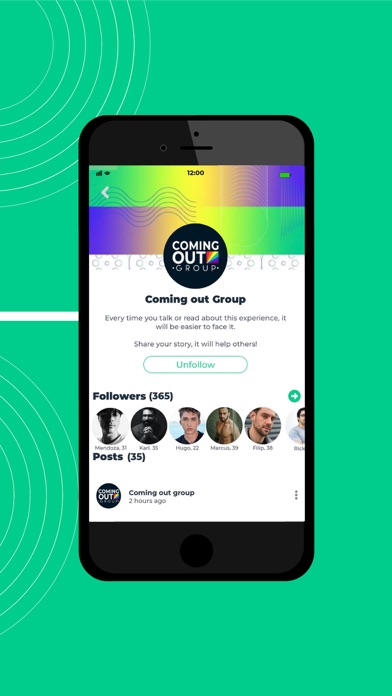 12:00
COMING
OUT
• GROUP •
Coming out Group
Every time you talk or read about this experience, it
will be easier to face it.
Share your story, it will help others!
Unfollow
Followers (365)
Mendoza, 31 Karl, 35 Hugo, 22 Marcus, 39 Filip, 38
Posts (35)
COMING
OUT
GROUP
Coming out group
2 hours ago